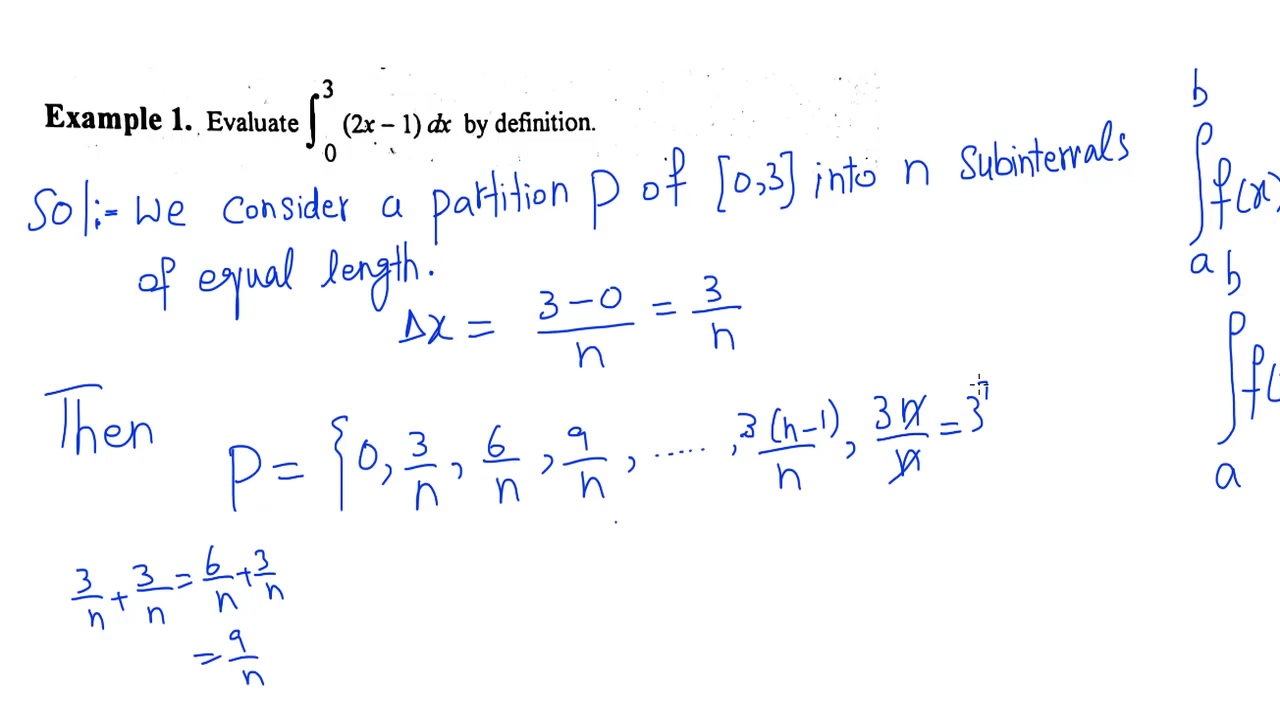 Example 1. Evaluate ∫₀³ (2x – 1) dx by definition.
Sol:- We consider a partition P of [0,3] into n Subintervals
of equal length.
Δx = (3-0)/n = 3/n
Then
P = {0, 3/n, 6/n, 9/n, ....., 3(n-1)/n, 3n/n = 3
3/n + 3/n = 6/n + 3/n
= 9/n
b
∫ f(x)
a
b
∫ f(
a